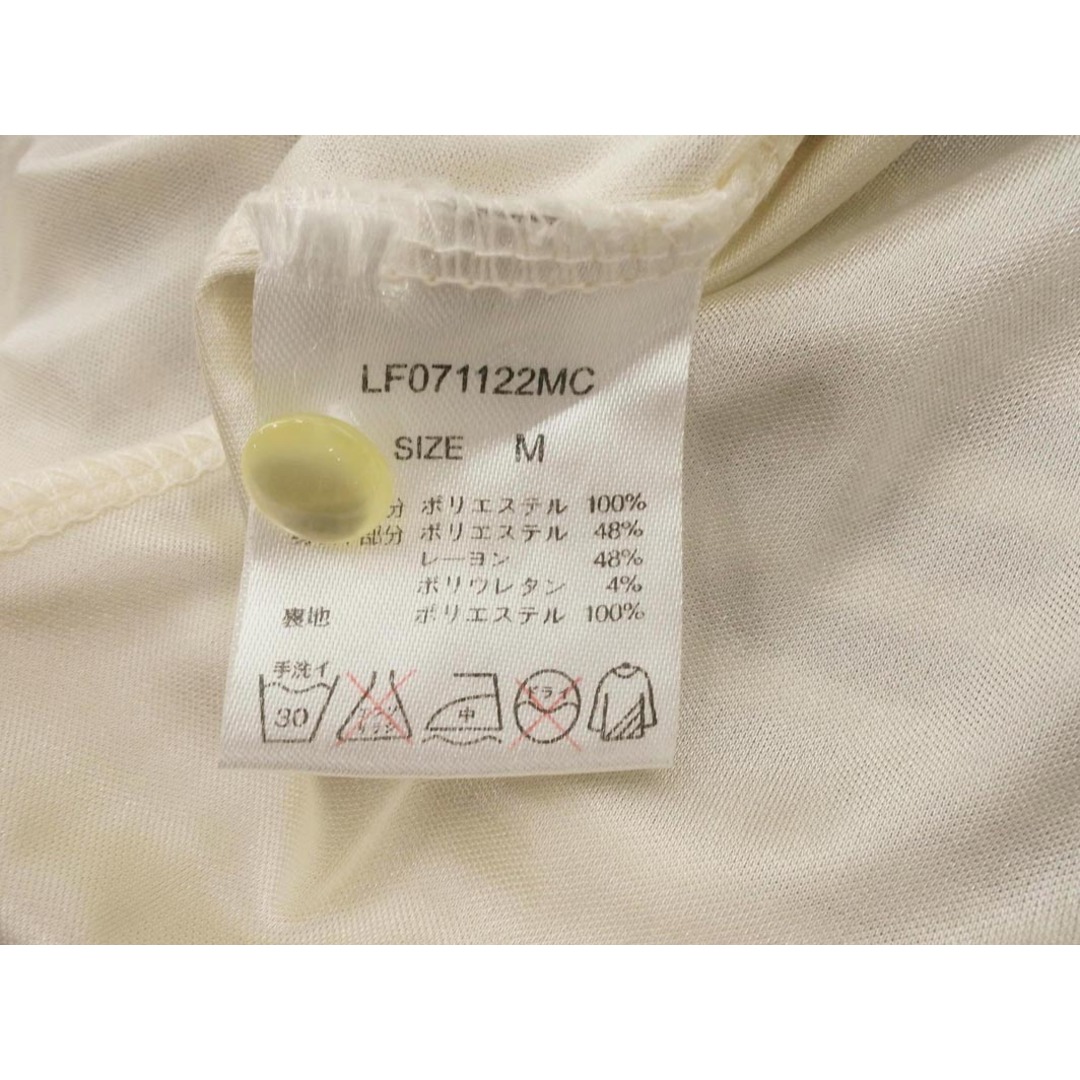 LF071122MC
SIZE M
分 ポリエステル 100%
部分 ポリエステル 48%
レーヨン 48%
ポリウレタン 4%
裏地 ポリエステル 100%
手洗イ
30 中 ドライ